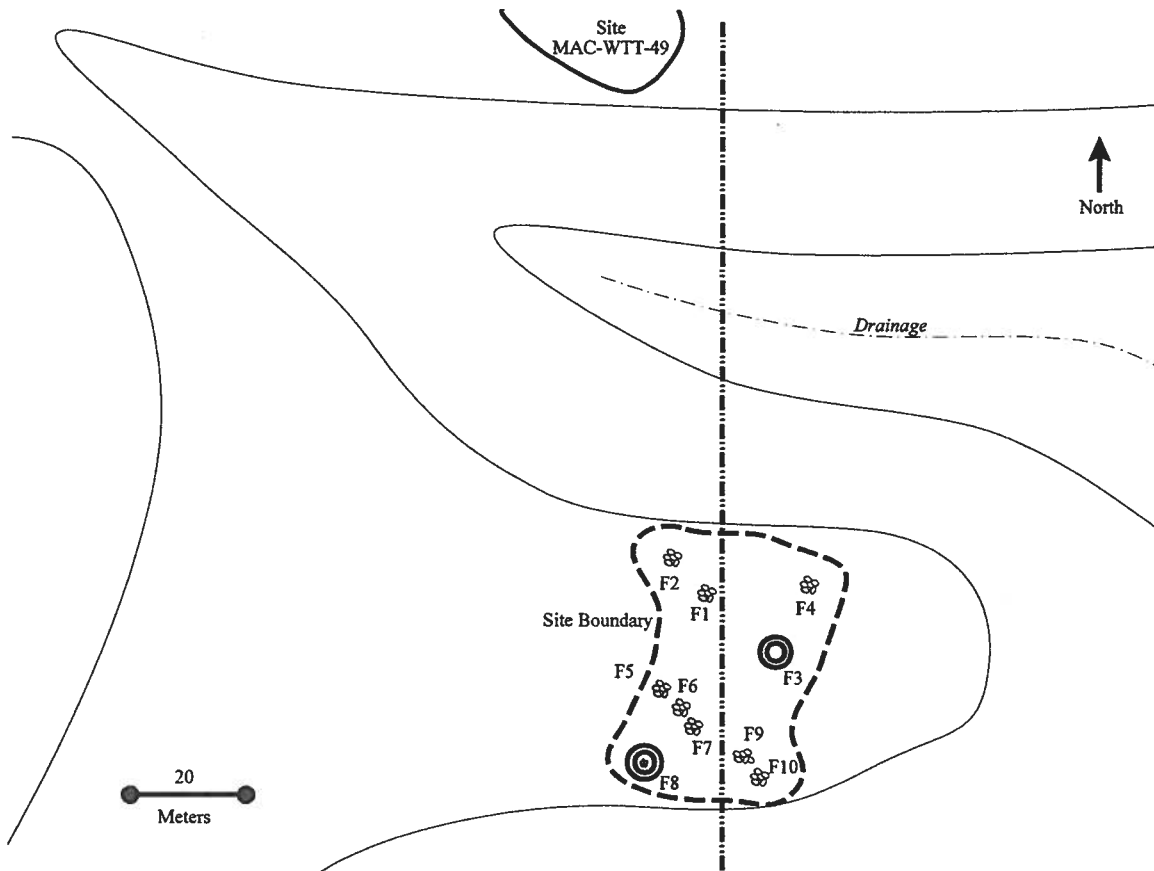 Site
MAC-WTT-49
North
Drainage
F2
F1
F4
Site Boundary
F3
F5
F6
F7
F9
F10
F8
20
Meters